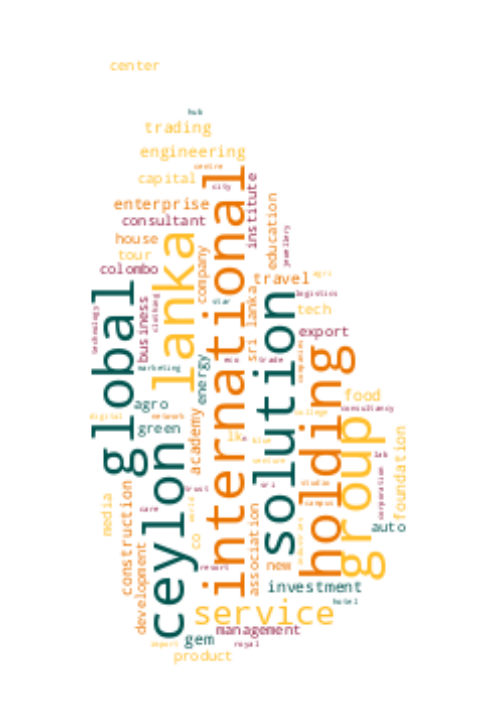 center
hub
trading
engineering
centre
capital
city
institute
enterprise
consultant
education
jewellery
house
tour
colombo
lanka
company
international
travel
agri
global
technology
business
clothing
star
sri lanka
solution
logistics
tech
export
companies
marketing
energy
eco
trade
holding
agro
digital
network
green
academy
lk
blue
college
food
consultancy
group
foundation
ceylon
venture
lab
media
construction
trust
sri
studio
corporation
care
world
campus
auto
co
association
industries
development
resort
new
investment
hotel
service
management
gem
export
royal
product